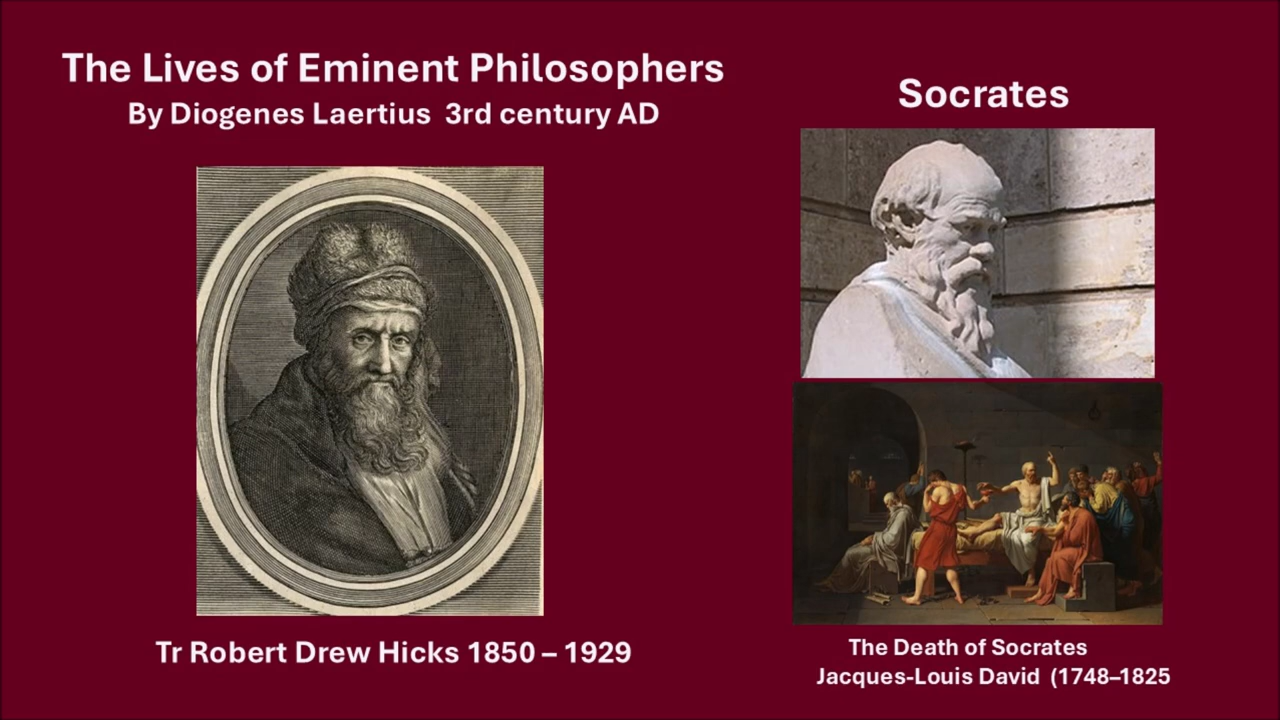 The Lives of Eminent Philosophers
By Diogenes Laertius 3rd century AD
Tr Robert Drew Hicks 1850 – 1929
Socrates
The Death of Socrates
Jacques-Louis David (1748–1825